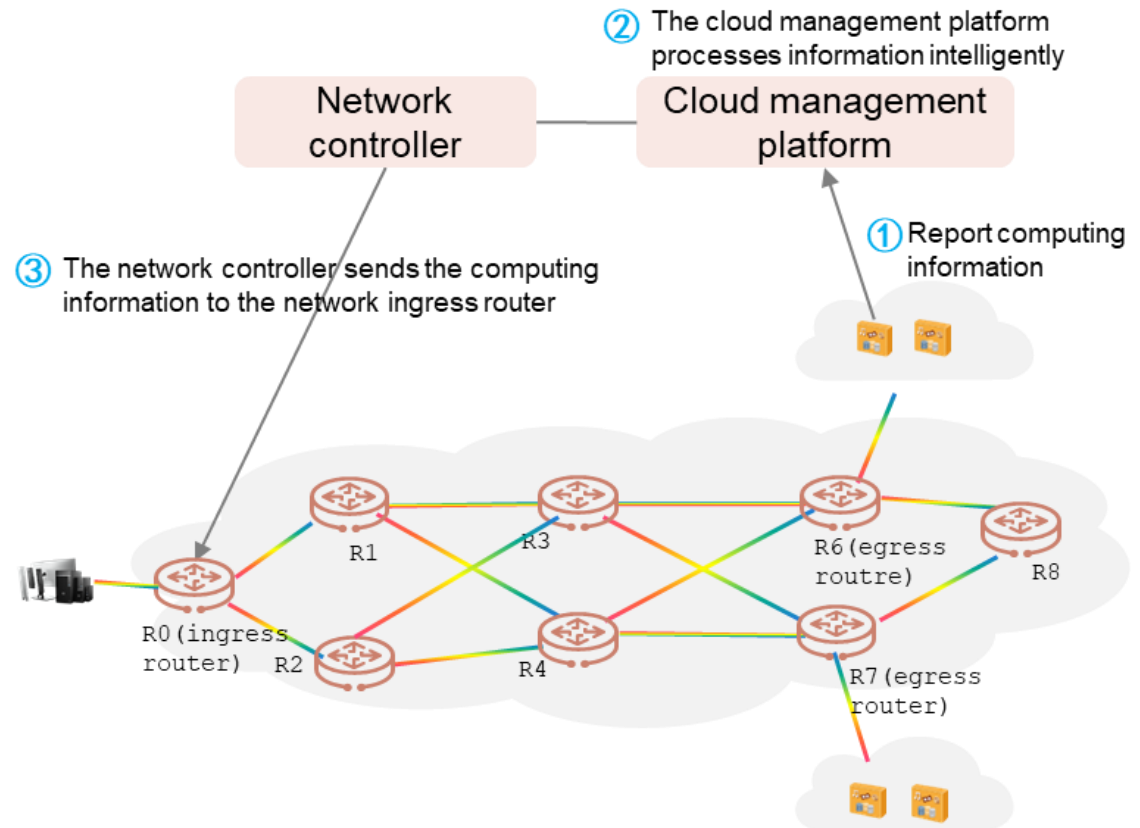 ② The cloud management platform
processes information intelligently
Network
controller
Cloud management
platform
① Report computing
information
③ The network controller sends the computing
information to the network ingress router
R1
R3
R6(egress
routre)
R8
R0(ingress
router)
R2
R4
R7(egress
router)